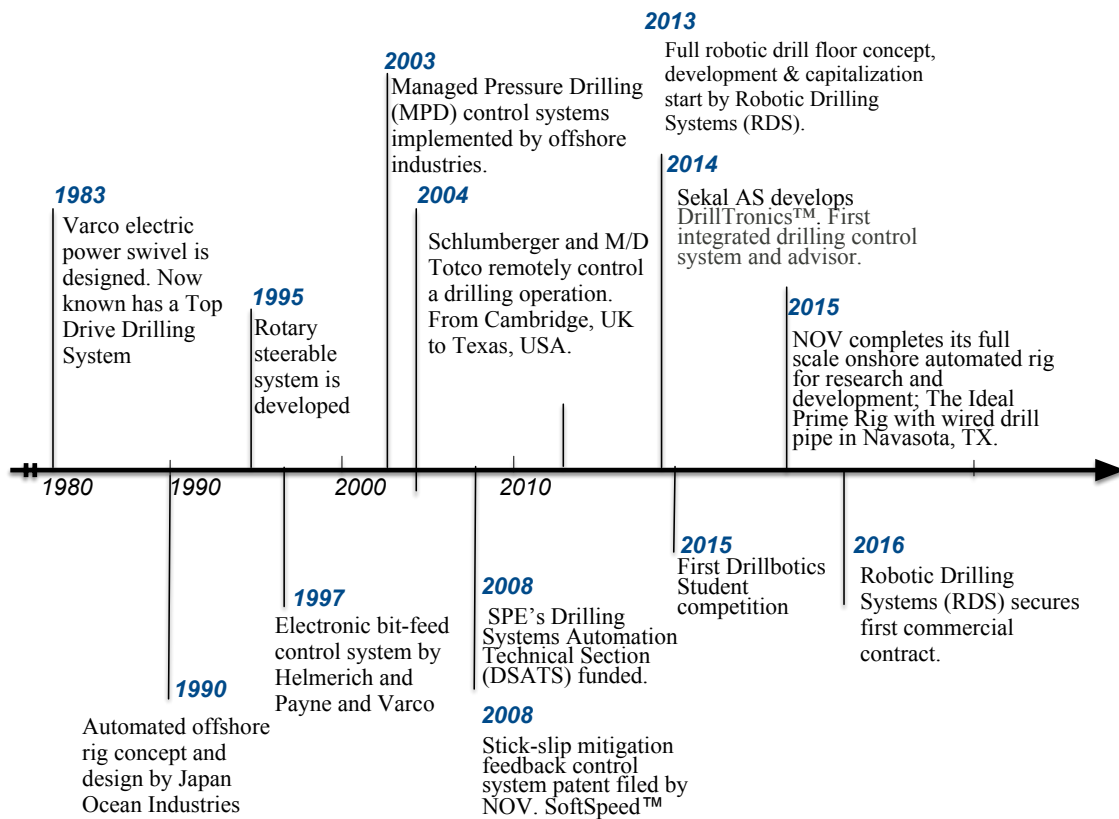 2013
Full robotic drill floor concept,
development & capitalization
start by Robotic Drilling
Systems (RDS).
2003
Managed Pressure Drilling
(MPD) control systems
implemented by offshore
industries.
2014
Sekal AS develops
DrillTronics™. First
integrated drilling control
system and advisor.
1983
Varco electric
power swivel is
designed. Now
known has a Top
Drive Drilling
System
2004
Schlumberger and M/D
Totco remotely control
a drilling operation.
From Cambridge, UK
to Texas, USA.
1995
Rotary
steerable
system is
developed
2015
NOV completes its full
scale onshore automated rig
for research and
development; The Ideal
Prime Rig with wired drill
pipe in Navasota, TX.
1980
1990
2000
2010
2015
First Drillbotics
Student
competition
2016
Robotic Drilling
Systems (RDS) secures
first commercial
contract.
1997
Electronic bit-feed
control system by
Helmerich and
Payne and Varco
2008
SPE’s Drilling
Systems Automation
Technical Section
(DSATS) funded.
1990
Automated offshore
rig concept and
design by Japan
Ocean Industries
2008
Stick-slip mitigation
feedback control
system patent filed by
NOV. SoftSpeed™